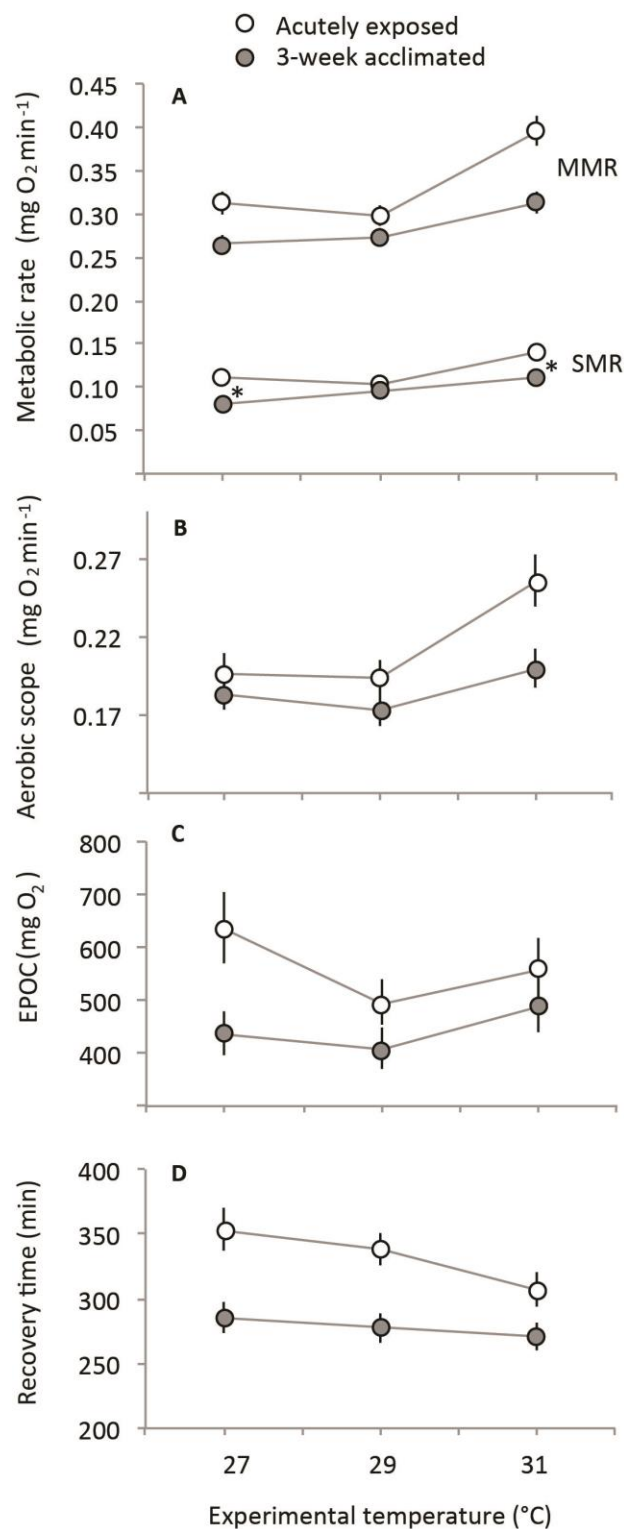 Acutely exposed
3-week acclimated
A
Metabolic rate (mg O₂ min⁻¹)
0.45
0.40
0.35
0.30
0.25
0.20
0.15
0.10
0.05
MMR
SMR
*
*
B
Aerobic scope (mg O₂ min⁻¹)
0.27
0.22
0.17
C
EPOC (mg O₂)
800
700
600
500
400
D
Recovery time (min)
400
350
300
250
200
27 29 31
Experimental temperature (°C)